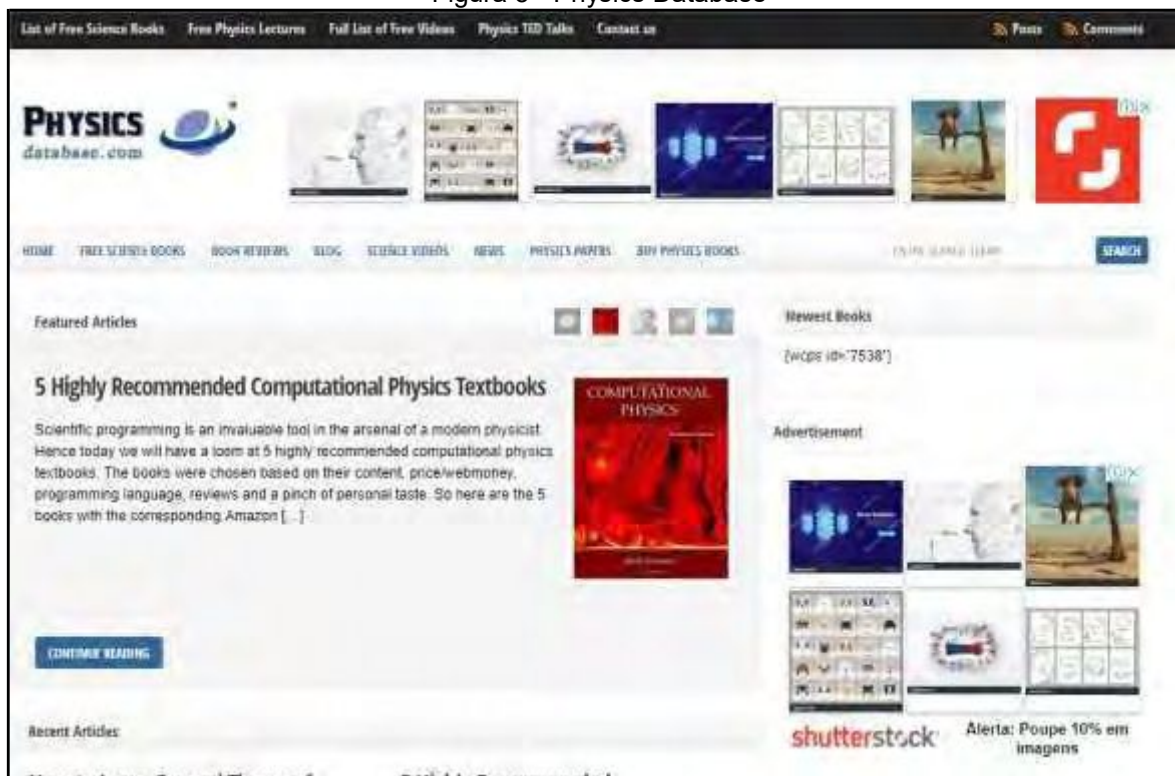 Physics Database
List of Free Science Books Free Physics Lectures Full List of Free Videos Physics TED Talks Contact us Posts Comments
PHYSICS
database.com
HOME FREE SCIENCE BOOKS BOOK REVIEWS BLOG SCIENCE VIDEOS NEWS PHYSICS PAPERS BUY PHYSICS BOOKS SEARCH
Featured Articles
Newest Books
[wcps id='7538']
5 Highly Recommended Computational Physics Textbooks
COMPUTATIONAL
PHYSICS
Scientific programming is an invaluable tool in the arsenal of a modern physicist.
Hence today we will have a loom at 5 highly recommended computational physics
textbooks. The books were chosen based on their content, price/webmoney,
programming language, reviews and a pinch of personal taste. So here are the 5
books with the corresponding Amazon [...]
Advertisement
CONTINUE READING
Recent Articles
shutterstock
Alerta: Poupe 10% em
imagens